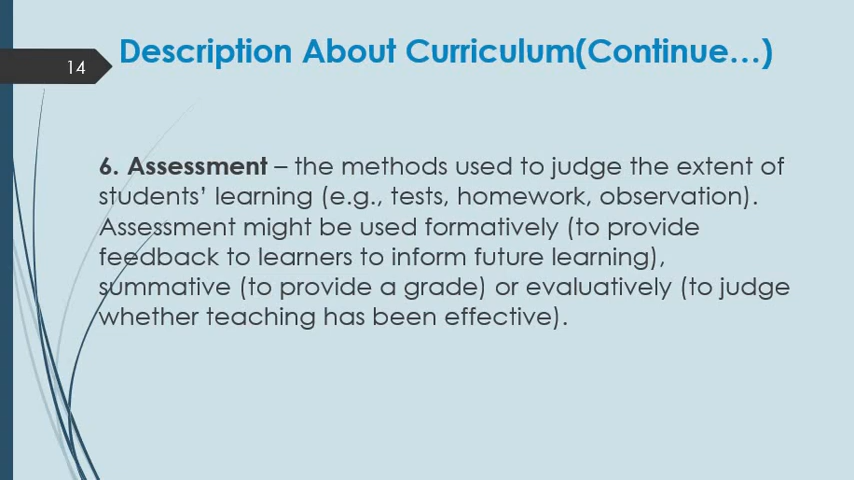 Description About Curriculum(Continue…)
14
6. Assessment – the methods used to judge the extent of
students’ learning (e.g., tests, homework, observation).
Assessment might be used formatively (to provide
feedback to learners to inform future learning),
summative (to provide a grade) or evaluatively (to judge
whether teaching has been effective).